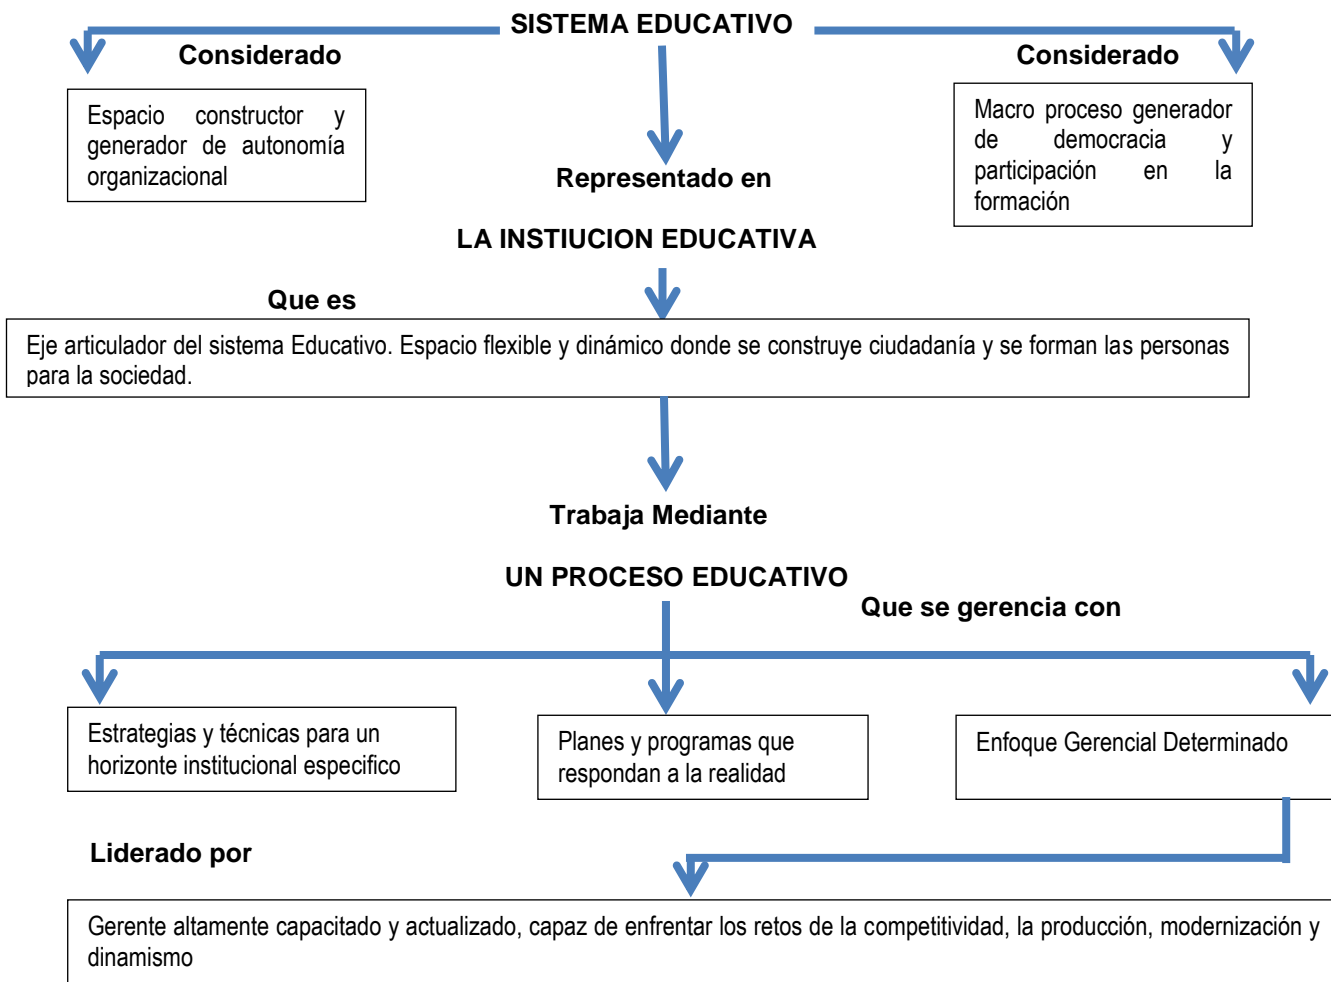 SISTEMA EDUCATIVO
Considerado
Considerado
Espacio constructor y
generador de autonomía
organizacional
Macro proceso generador
de democracia y
participación en la
formación
Representado en
LA INSTIUCION EDUCATIVA
Que es
Eje articulador del sistema Educativo. Espacio flexible y dinámico donde se construye ciudadanía y se forman las personas
para la sociedad.
Trabaja Mediante
UN PROCESO EDUCATIVO
Que se gerencia con
Estrategias y técnicas para un
horizonte institucional especifico
Planes y programas que
respondan a la realidad
Enfoque Gerencial Determinado
Liderado por
Gerente altamente capacitado y actualizado, capaz de enfrentar los retos de la competitividad, la producción, modernización y
dinamismo